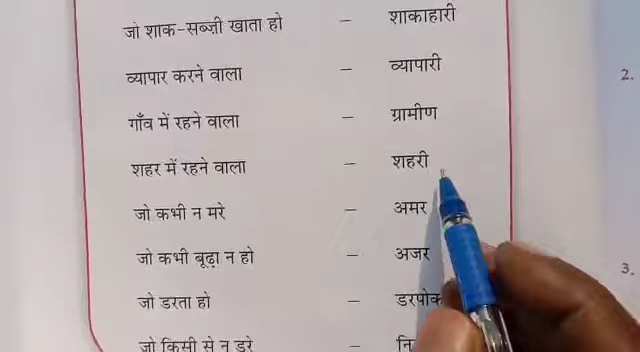 जो शाक-सब्ज़ी खाता हो – शाकाहारी
व्यापार करने वाला – व्यापारी
2.
गाँव में रहने वाला – ग्रामीण
शहर में रहने वाला – शहरी
जो कभी न मरे – अमर
जो कभी बूढ़ा न हो – अजर
3.
जो डरता हो – डरपोक
जो किसी से न डरे –